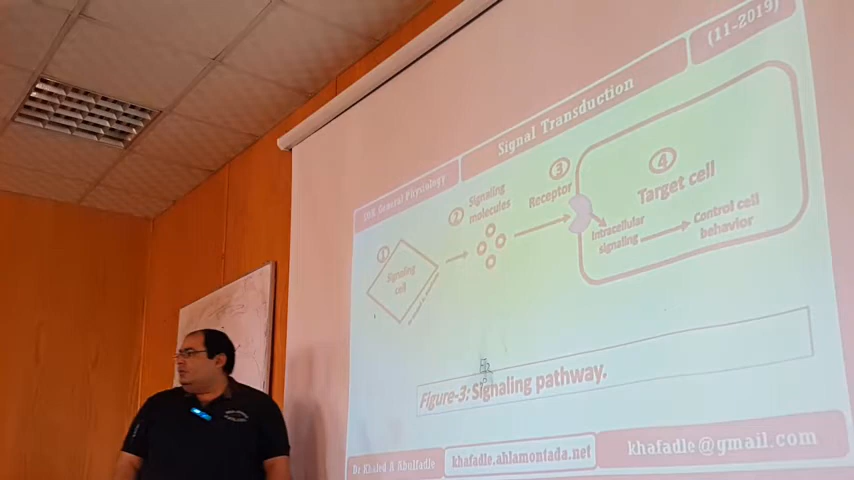 General Physiology
Signal Transduction
(11-2019)
1
Signaling
cell
2
Signaling
molecules
3
Receptor
4
Target cell
Intracellular
signaling
Control cell
behavior
Figure-3: Signaling pathway.
Dr Khaled A Abulfadle
khafadle.ahlamontada.net
khafadle@gmail.com